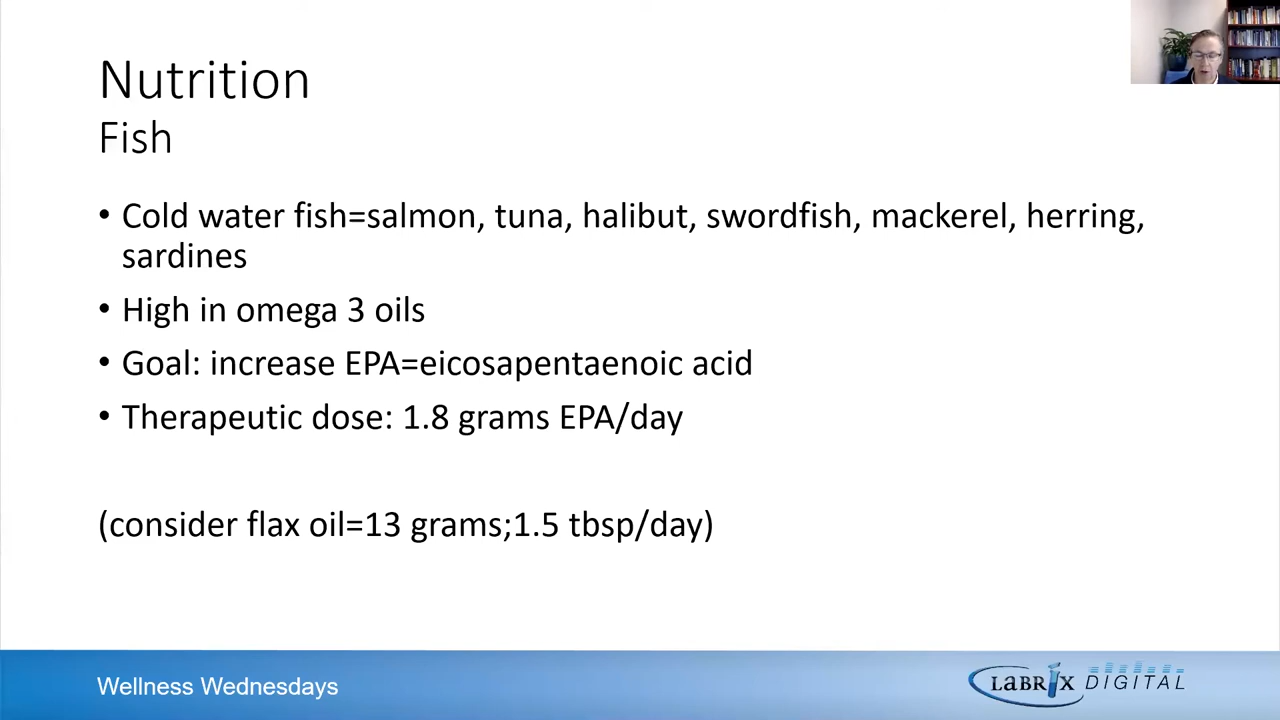 Nutrition
Fish
• Cold water fish=salmon, tuna, halibut, swordfish, mackerel, herring,
sardines
• High in omega 3 oils
• Goal: increase EPA=eicosapentaenoic acid
• Therapeutic dose: 1.8 grams EPA/day
(consider flax oil=13 grams;1.5 tbsp/day)
Wellness Wednesdays
LABRIX DIGITAL